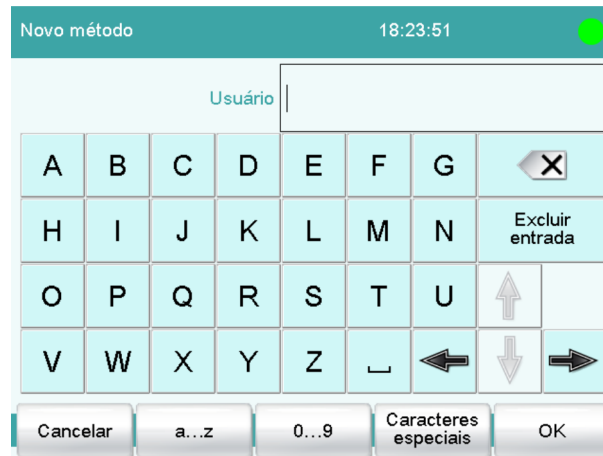 Novo método 18:23:51
Usuário
A B C D E F G
H I J K L M N Excluir entrada
O P Q R S T U
V W X Y Z
Cancelar a...z 0...9 Caracteres especiais OK